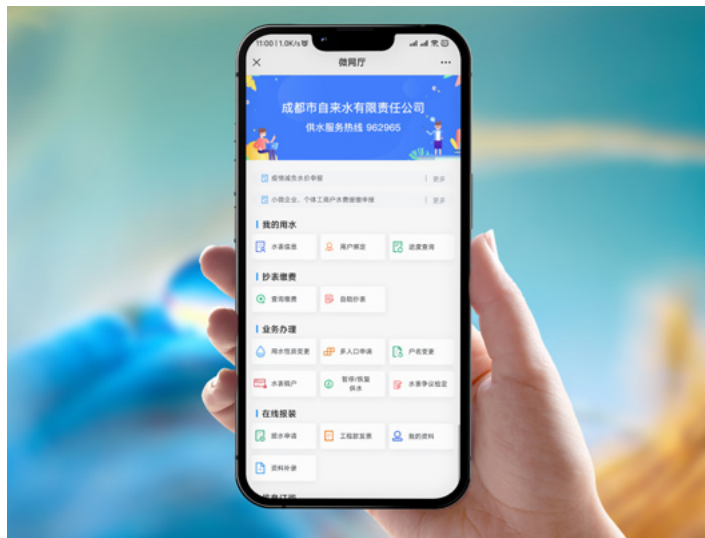 11:00 | 1.0K/s
微网厅
成都市自来水有限责任公司
供水服务热线 962965
疫情减免水价申报 | 更多
小微企业、个体工商户水费报缴申报 | 更多
我的用水
水表信息 用户绑定 进度查询
抄表缴费
查询缴费 自助抄表
业务办理
用水性质变更 多人口申请 户名变更
水表销户 暂停/恢复供水 水表争议检定
在线报装
接水申请 工程款发票 我的资料
资料补录
信息订阅